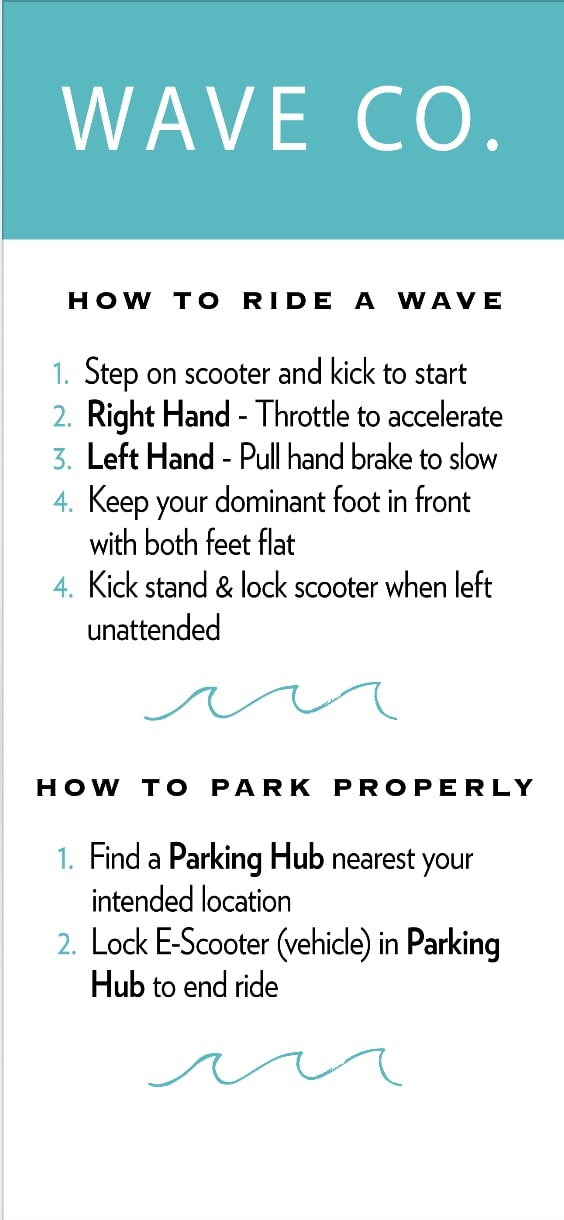 WAVE CO.
HOW TO RIDE A WAVE
1. Step on scooter and kick to start
2. Right Hand - Throttle to accelerate
3. Left Hand - Pull hand brake to slow
4. Keep your dominant foot in front
with both feet flat
4. Kick stand & lock scooter when left
unattended
HOW TO PARK PROPERLY
1. Find a Parking Hub nearest your
intended location
2. Lock E-Scooter (vehicle) in Parking
Hub to end ride